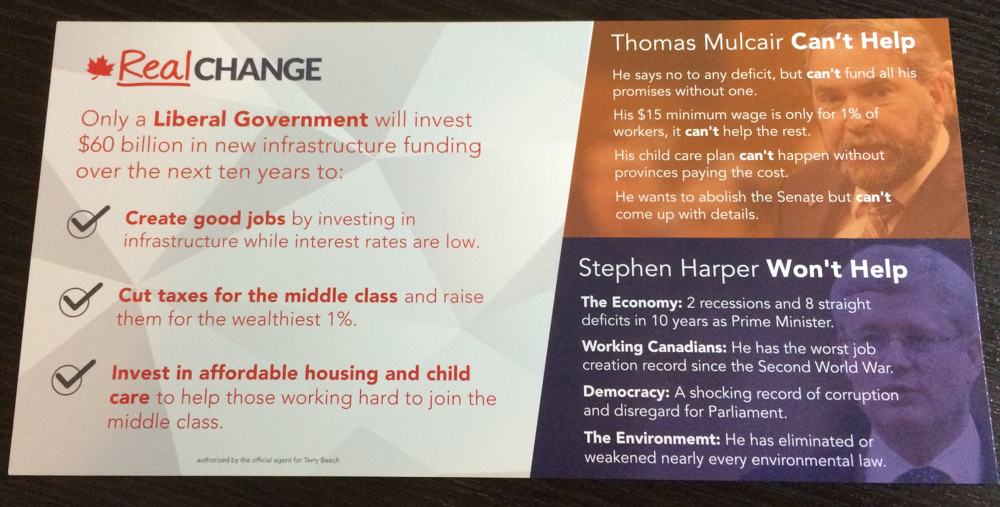 Real CHANGE
Only a Liberal Government will invest
$60 billion in new infrastructure funding
over the next ten years to:
Create good jobs by investing in
infrastructure while interest rates are low.
Cut taxes for the middle class and raise
them for the wealthiest 1%.
Invest in affordable housing and child
care to help those working hard to join the
middle class.
authorized by the official agent for Terry Beech
Thomas Mulcair Can't Help
He says no to any deficit, but can't fund all his
promises without one.
His $15 minimum wage is only for 1% of
workers, it can't help the rest.
His child care plan can't happen without
provinces paying the cost.
He wants to abolish the Senate but can't
come up with details.
Stephen Harper Won't Help
The Economy: 2 recessions and 8 straight
deficits in 10 years as Prime Minister.
Working Canadians: He has the worst job
creation record since the Second World War.
Democracy: A shocking record of corruption
and disregard for Parliament.
The Environmemt: He has eliminated or
weakened nearly every environmental law.